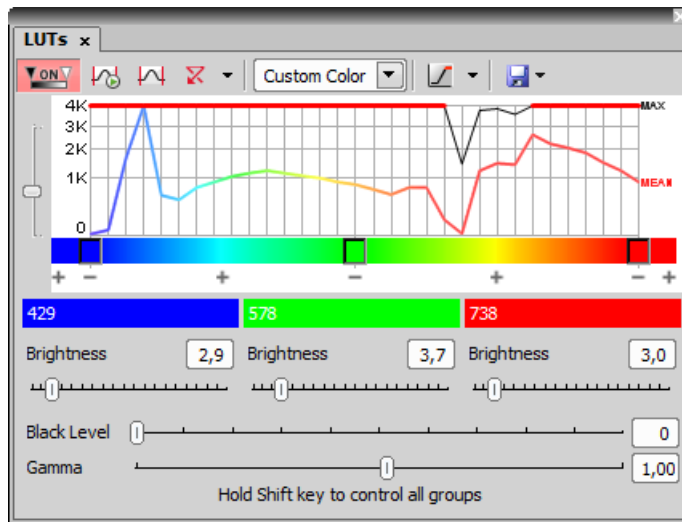 LUTs x
ON Custom Color
4K MAX
3K
2K
1K MEAN
0
+ − + − + − +
429 578 738
Brightness 2,9 Brightness 3,7 Brightness 3,0
Black Level 0
Gamma 1,00
Hold Shift key to control all groups